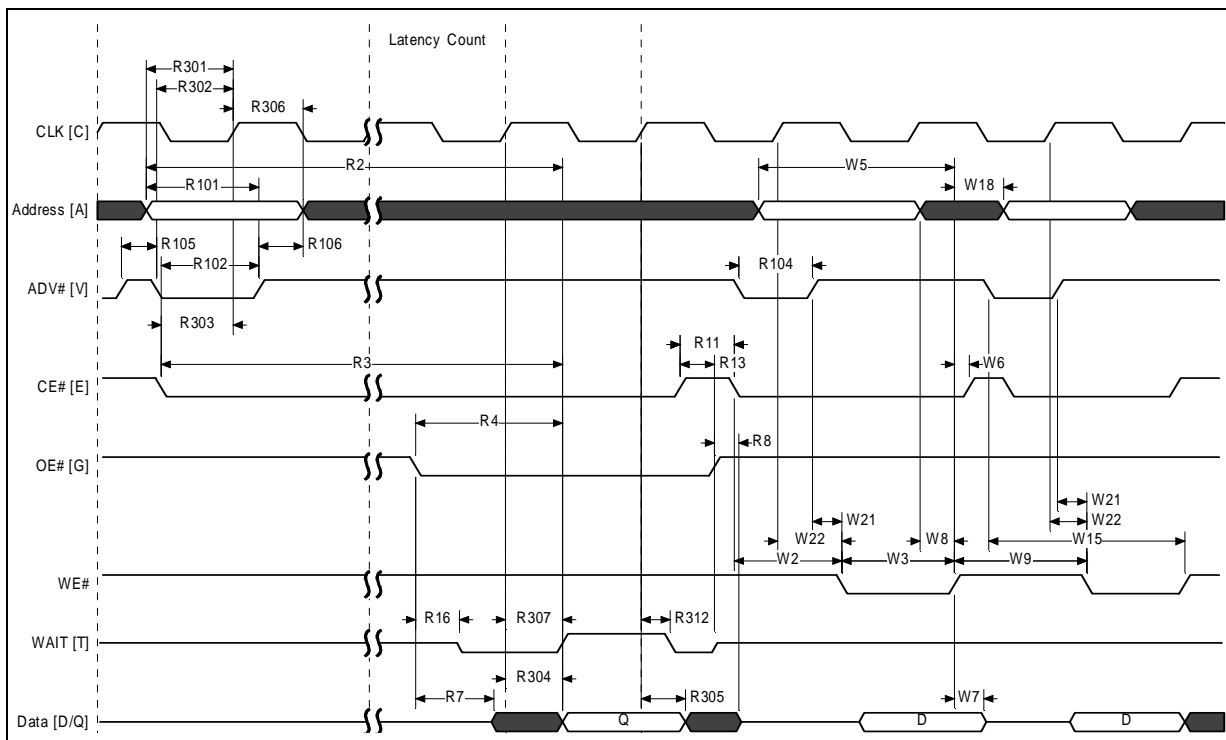 Latency Count
R301
R302
R306
CLK [C]
R2
W5
R101
W18
Address [A]
R105
R106
R102
R104
ADV# [V]
R303
R11
R3
R13
W6
CE# [E]
R4
R8
OE# [G]
W21
W21
W22
W22
W8
W15
W2
W3
W9
WE#
R16
R307
R312
WAIT [T]
R304
R7
R305
W7
Data [D/Q]
Q
D
D